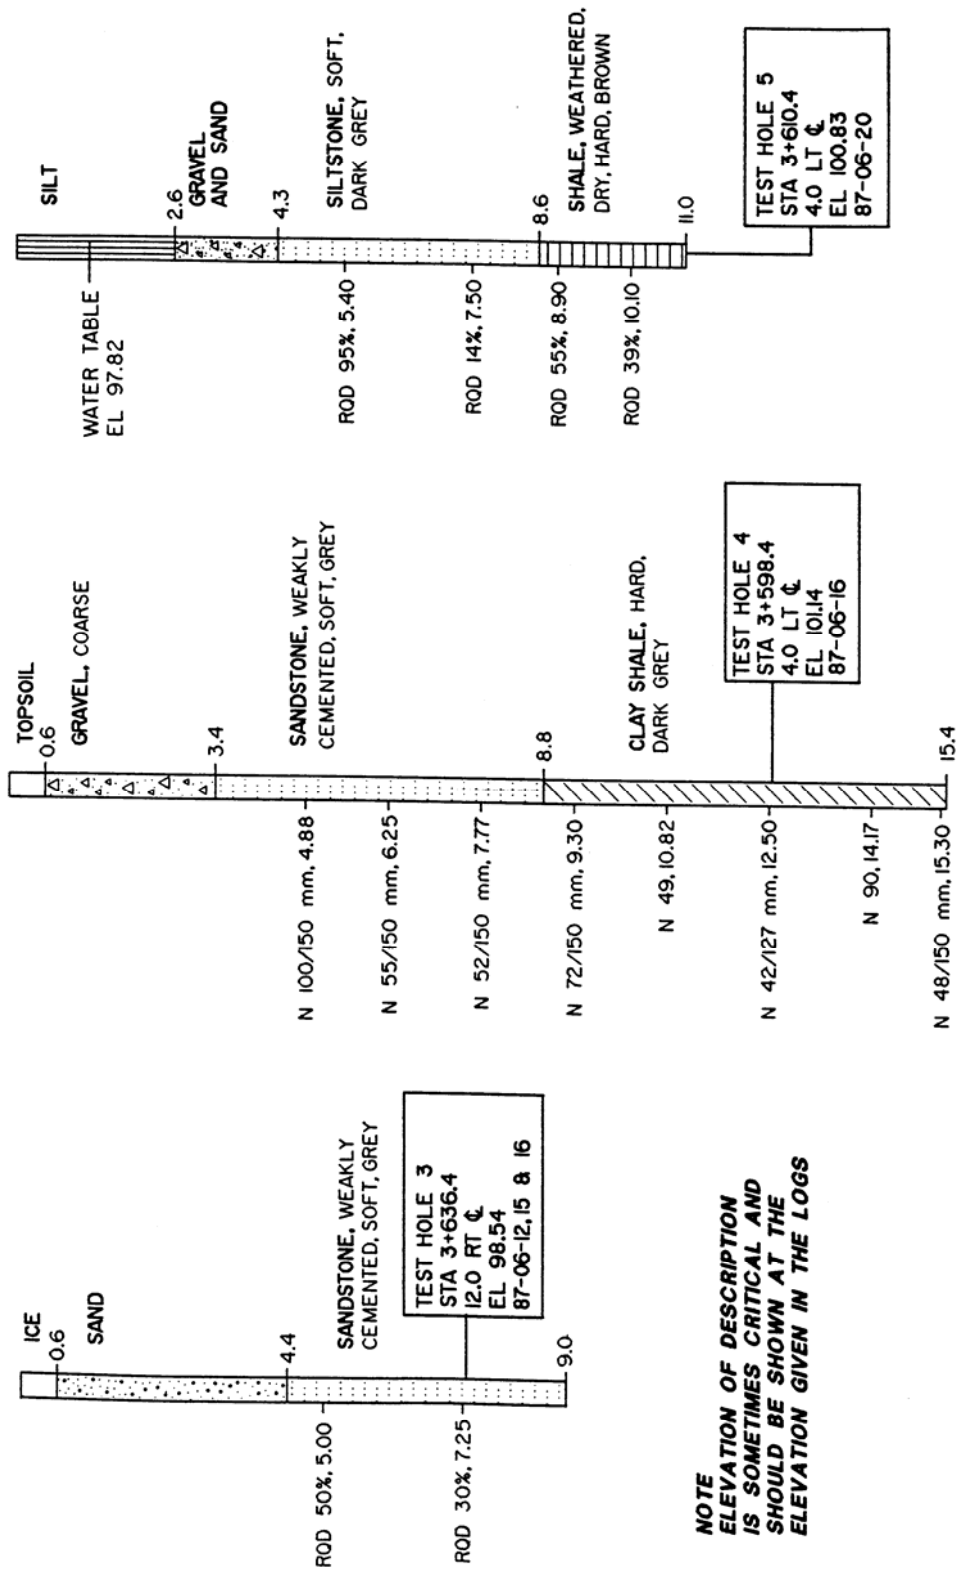 ICE
0.6
SAND
4.4
SANDSTONE, WEAKLY
CEMENTED, SOFT, GREY
9.0
RQD 50%, 5.00
RQD 30%, 7.25
TEST HOLE 3
STA 3+636.4
12.0 RT ℄
EL 98.54
87-06-12, 15 & 16
TOPSOIL
0.6
GRAVEL, COARSE
3.4
SANDSTONE, WEAKLY
CEMENTED, SOFT, GREY
8.8
CLAY SHALE, HARD,
DARK GREY
15.4
N 100/150 mm, 4.88
N 55/150 mm, 6.25
N 52/150 mm, 7.77
N 72/150 mm, 9.30
N 49, 10.82
N 42/127 mm, 12.50
N 90, 14.17
N 48/150 mm, 15.30
TEST HOLE 4
STA 3+598.4
4.0 LT ℄
EL 101.14
87-06-16
SILT
2.6
GRAVEL
AND SAND
4.3
SILTSTONE, SOFT,
DARK GREY
8.6
SHALE, WEATHERED,
DRY, HARD, BROWN
11.0
WATER TABLE
EL 97.82
RQD 95%, 5.40
RQD 14%, 7.50
RQD 55%, 8.90
RQD 39%, 10.10
TEST HOLE 5
STA 3+610.4
4.0 LT ℄
EL 100.83
87-06-20
NOTE
ELEVATION OF DESCRIPTION
IS SOMETIMES CRITICAL AND
SHOULD BE SHOWN AT THE
ELEVATION GIVEN IN THE LOGS